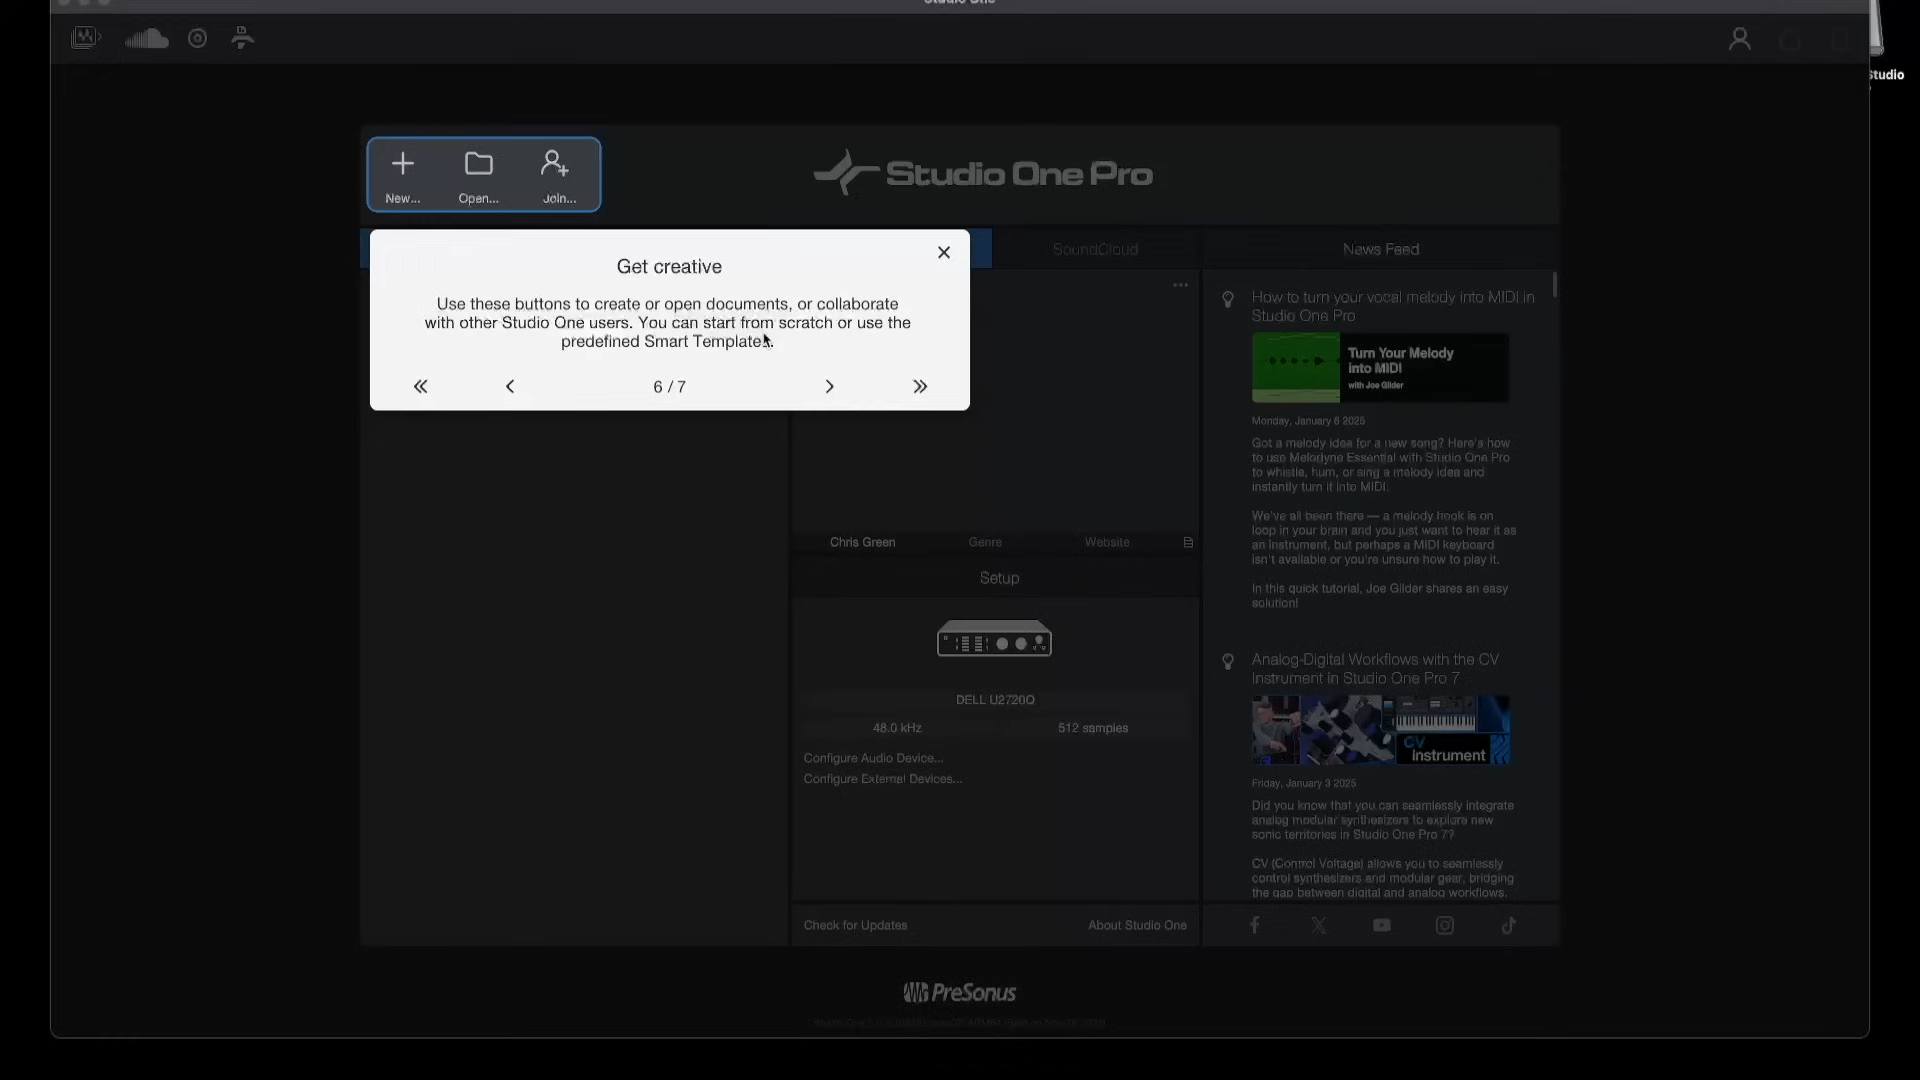 Studio One
Studio
New...
Open...
Join...
Studio One Pro
Get creative
Use these buttons to create or open documents, or collaborate
with other Studio One users. You can start from scratch or use the
predefined Smart Templates.
6 / 7
SoundCloud
News Feed
How to turn your vocal melody into MIDI in
Studio One Pro
Turn Your Melody
into MIDI
with Joe Gilder
Monday, January 6 2025
Got a melody idea for a new song? Here's how
to use Melodyne Essential with Studio One Pro
to whistle, hum, or sing a melody idea and
instantly turn it into MIDI.
We've all been there — a melody hook is on
loop in your brain and you just want to hear it as
an instrument, but perhaps a MIDI keyboard
isn't available or you're unsure how to play it.
In this quick tutorial, Joe Gilder shares an easy
solution!
Chris Green
Genre
Website
Setup
DELL U2720Q
48.0 kHz
512 samples
Configure Audio Device...
Configure External Devices...
Analog-Digital Workflows with the CV
Instrument in Studio One Pro 7
CV
Instrument
Friday, January 3 2025
Did you know that you can seamlessly integrate
analog modular synthesizers to explore new
sonic territories in Studio One Pro 7?
CV (Control Voltage) allows you to seamlessly
control synthesizers and modular gear, bridging
the gap between digital and analog workflows.
Check for Updates
About Studio One
PreSonus